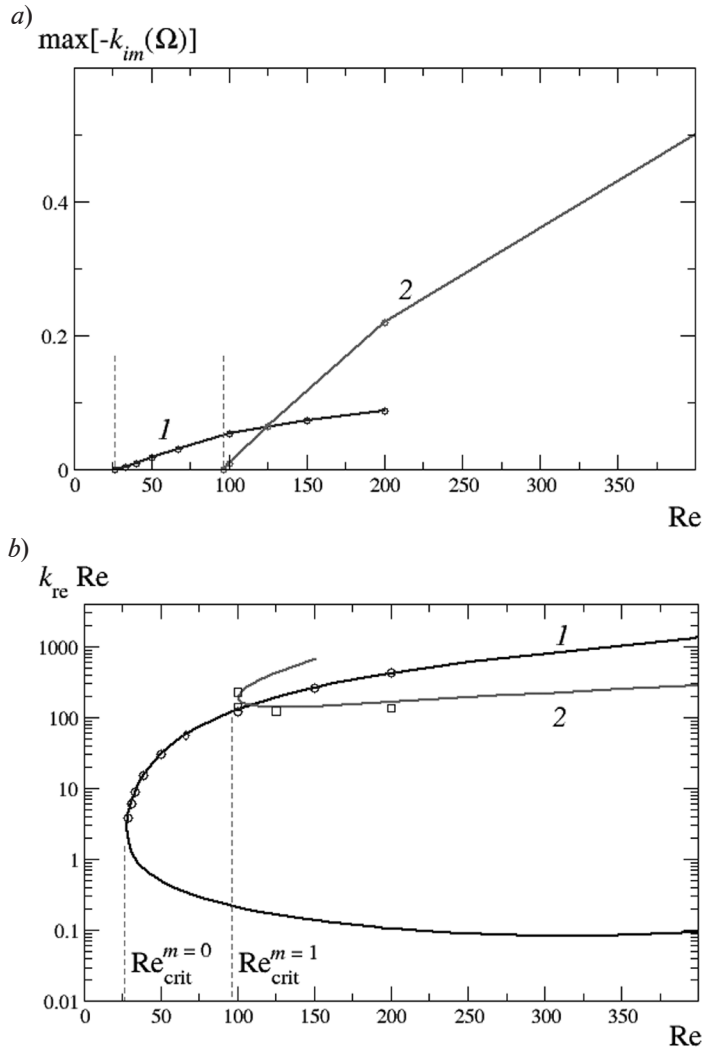 a)
max[-k_im(Ω)]
0.4
2
0.2
1
0
0 50 100 150 200 250 300 350
Re
b)
k_re Re
1000
1
100
2
10
1
0.1
Re_crit^{m = 0} Re_crit^{m = 1}
0.01
0 50 100 150 200 250 300 350
Re